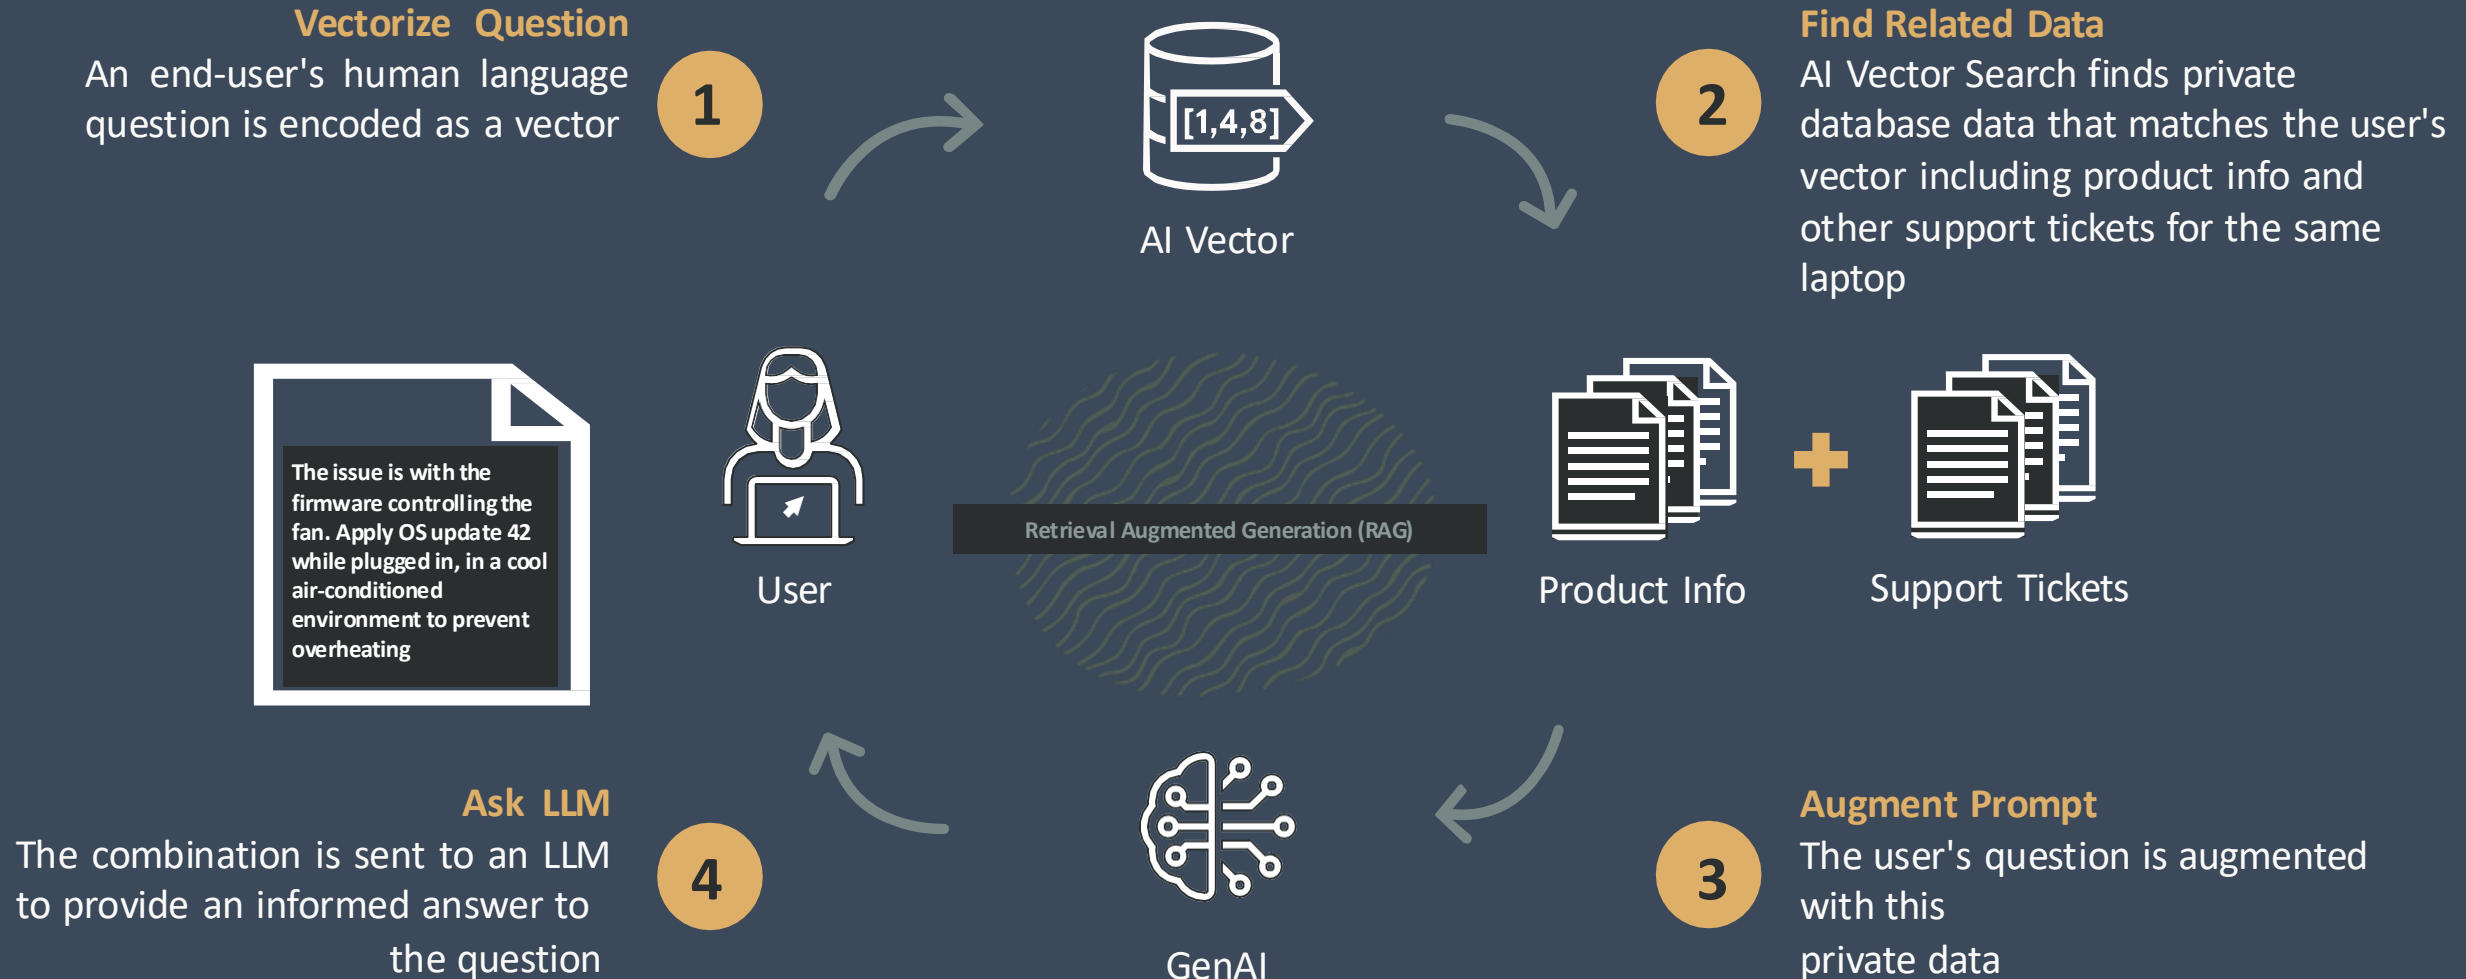 Vectorize Question
An end-user's human language
question is encoded as a vector
1
[1,4,8]
AI Vector
2
Find Related Data
AI Vector Search finds private
database data that matches the user's
vector including product info and
other support tickets for the same
laptop
The issue is with the
firmware controlling the
fan. Apply OS update 42
while plugged in, in a cool
air-conditioned
environment to prevent
overheating
User
Retrieval Augmented Generation (RAG)
Product Info
Support Tickets
Ask LLM
The combination is sent to an LLM
to provide an informed answer to
the question
4
GenAI
3
Augment Prompt
The user's question is augmented
with this
private data